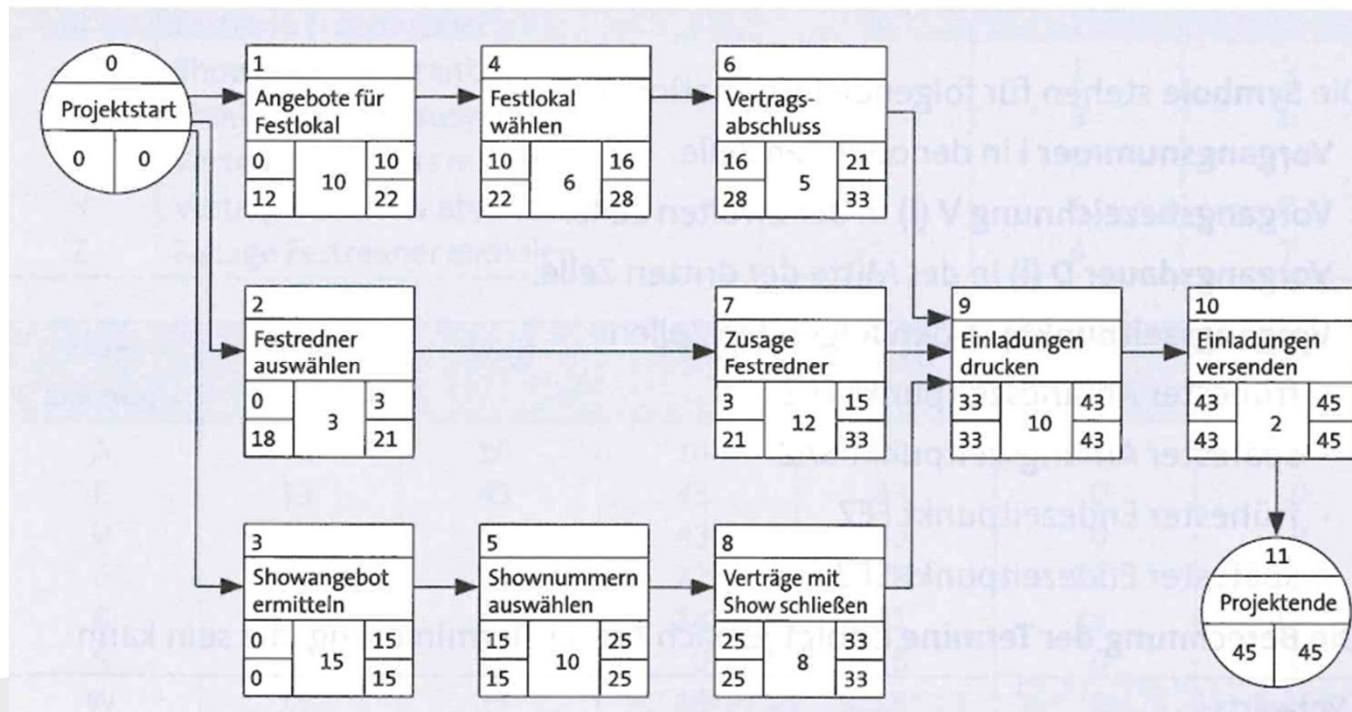 0
Projektstart
0 0
1
Angebote für
Festlokal
0 10
10
12 22
4
Festlokal
wählen
10 16
6
22 28
6
Vertrags-
abschluss
16 21
5
28 33
2
Festredner
auswählen
0 3
3
18 21
7
Zusage
Festredner
3 15
12
21 33
9
Einladungen
drucken
33 43
10
33 43
10
Einladungen
versenden
43 45
2
43 45
3
Showangebot
ermitteln
0 15
15
0 15
5
Shownummern
auswählen
15 25
10
15 25
8
Verträge mit
Show schließen
25 33
8
25 33
11
Projektende
45 45